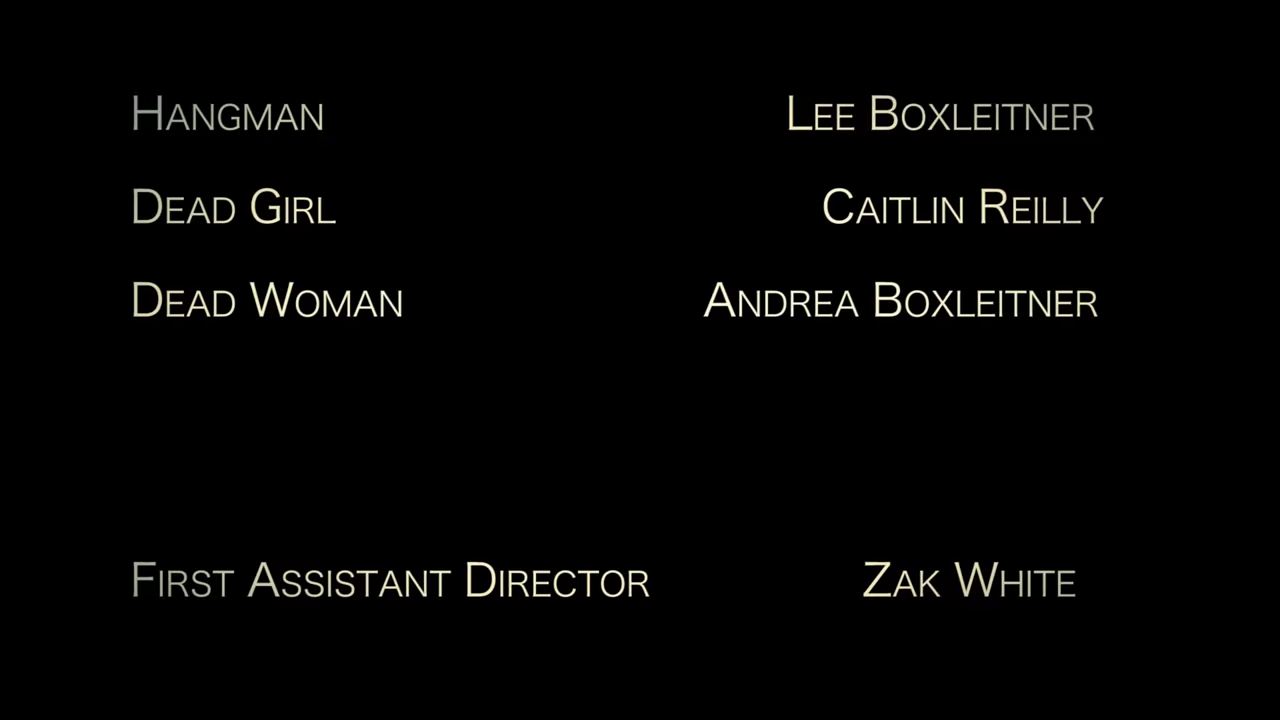 Hangman Lee Boxleitner
Dead Girl Caitlin Reilly
Dead Woman Andrea Boxleitner
First Assistant Director Zak White